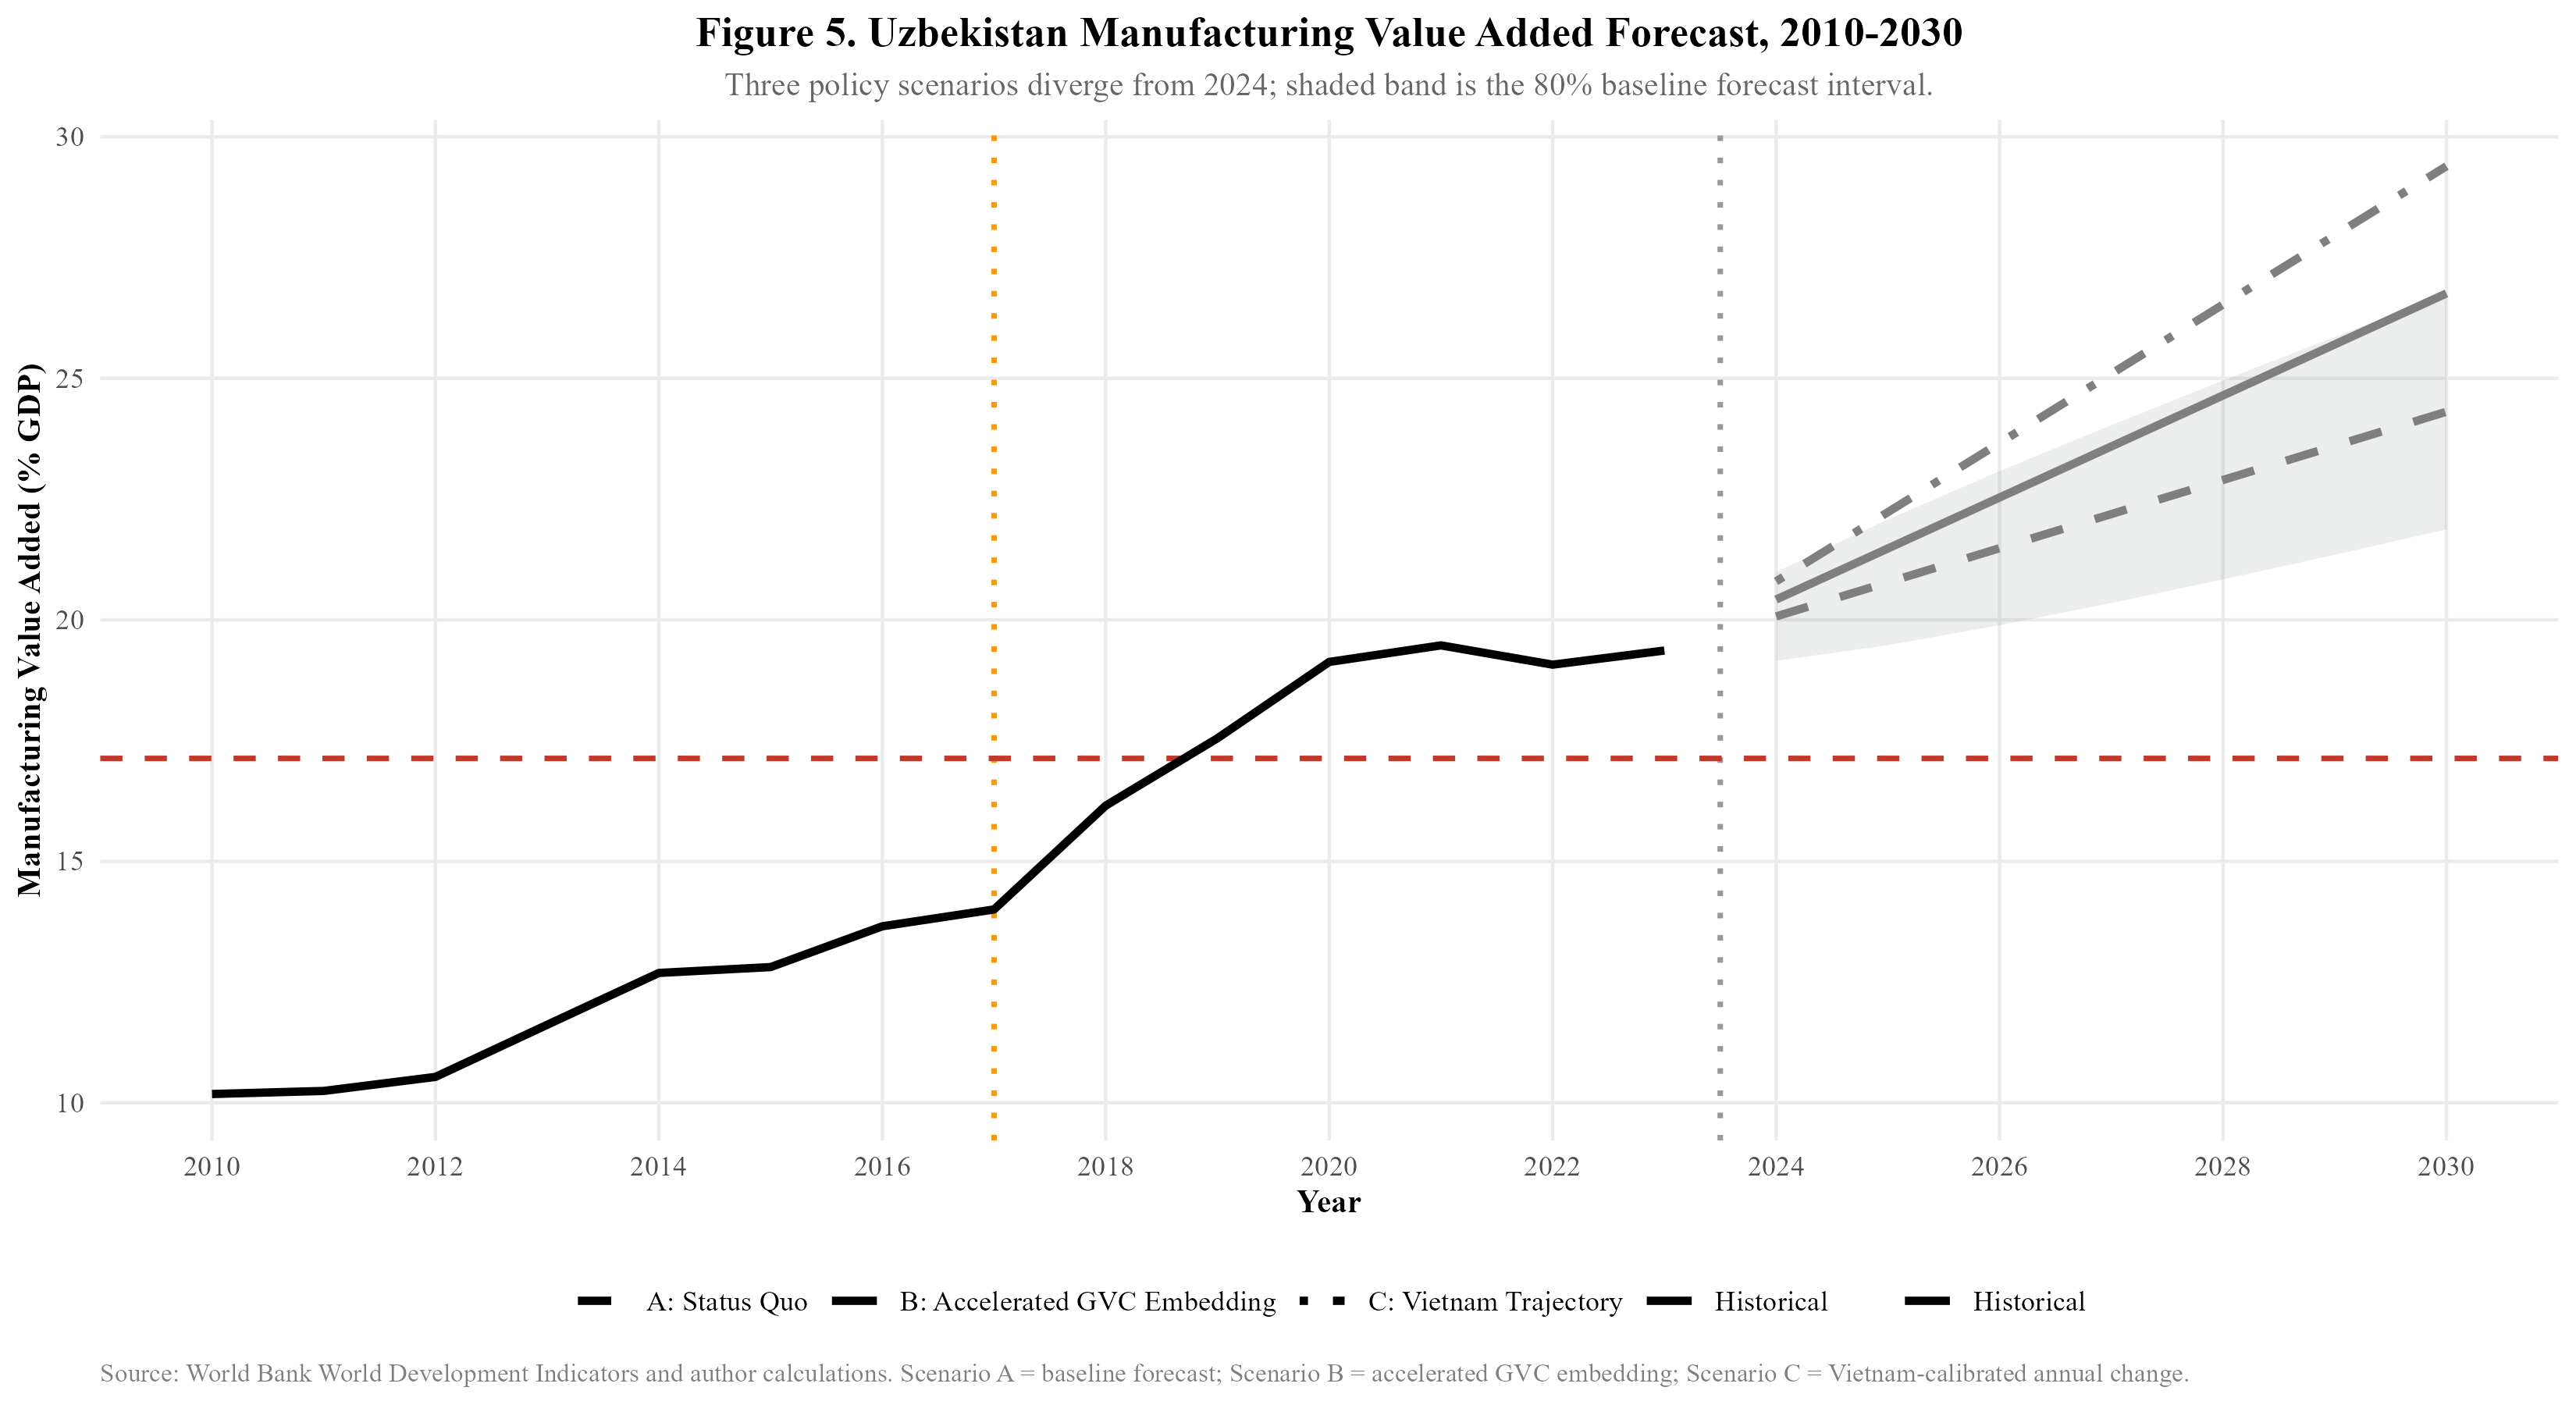 Figure 5. Uzbekistan Manufacturing Value Added Forecast, 2010-2030
Three policy scenarios diverge from 2024; shaded band is the 80% baseline forecast interval.
Manufacturing Value Added (% GDP)
30
25
20
15
10
2010 2012 2014 2016 2018 2020 2022 2024 2026 2028 2030
Year
A: Status Quo B: Accelerated GVC Embedding C: Vietnam Trajectory Historical Historical
Source: World Bank World Development Indicators and author calculations. Scenario A = baseline forecast; Scenario B = accelerated GVC embedding; Scenario C = Vietnam-calibrated annual change.